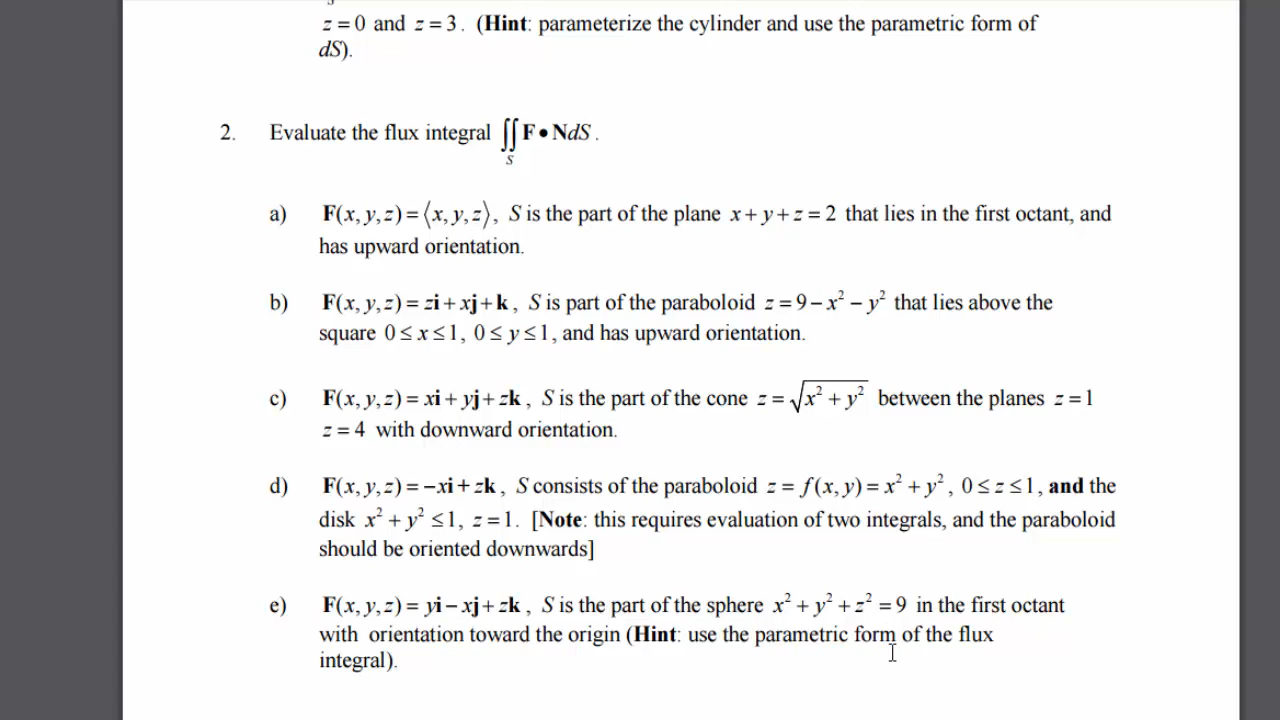 z = 0 and z = 3 . (Hint: parameterize the cylinder and use the parametric form of
dS).
2. Evaluate the flux integral ∬_S F • NdS .
a) F(x, y, z) = ⟨x, y, z⟩, S is the part of the plane x + y + z = 2 that lies in the first octant, and
has upward orientation.
b) F(x, y, z) = zi + xj + k , S is part of the paraboloid z = 9 − x² − y² that lies above the
square 0 ≤ x ≤ 1, 0 ≤ y ≤ 1, and has upward orientation.
c) F(x, y, z) = xi + yj + zk , S is the part of the cone z = √(x² + y²) between the planes z = 1
z = 4 with downward orientation.
d) F(x, y, z) = −xi + zk , S consists of the paraboloid z = f(x, y) = x² + y² , 0 ≤ z ≤ 1, and the
disk x² + y² ≤ 1, z = 1. [Note: this requires evaluation of two integrals, and the paraboloid
should be oriented downwards]
e) F(x, y, z) = yi − xj + zk , S is the part of the sphere x² + y² + z² = 9 in the first octant
with orientation toward the origin (Hint: use the parametric form of the flux
integral).